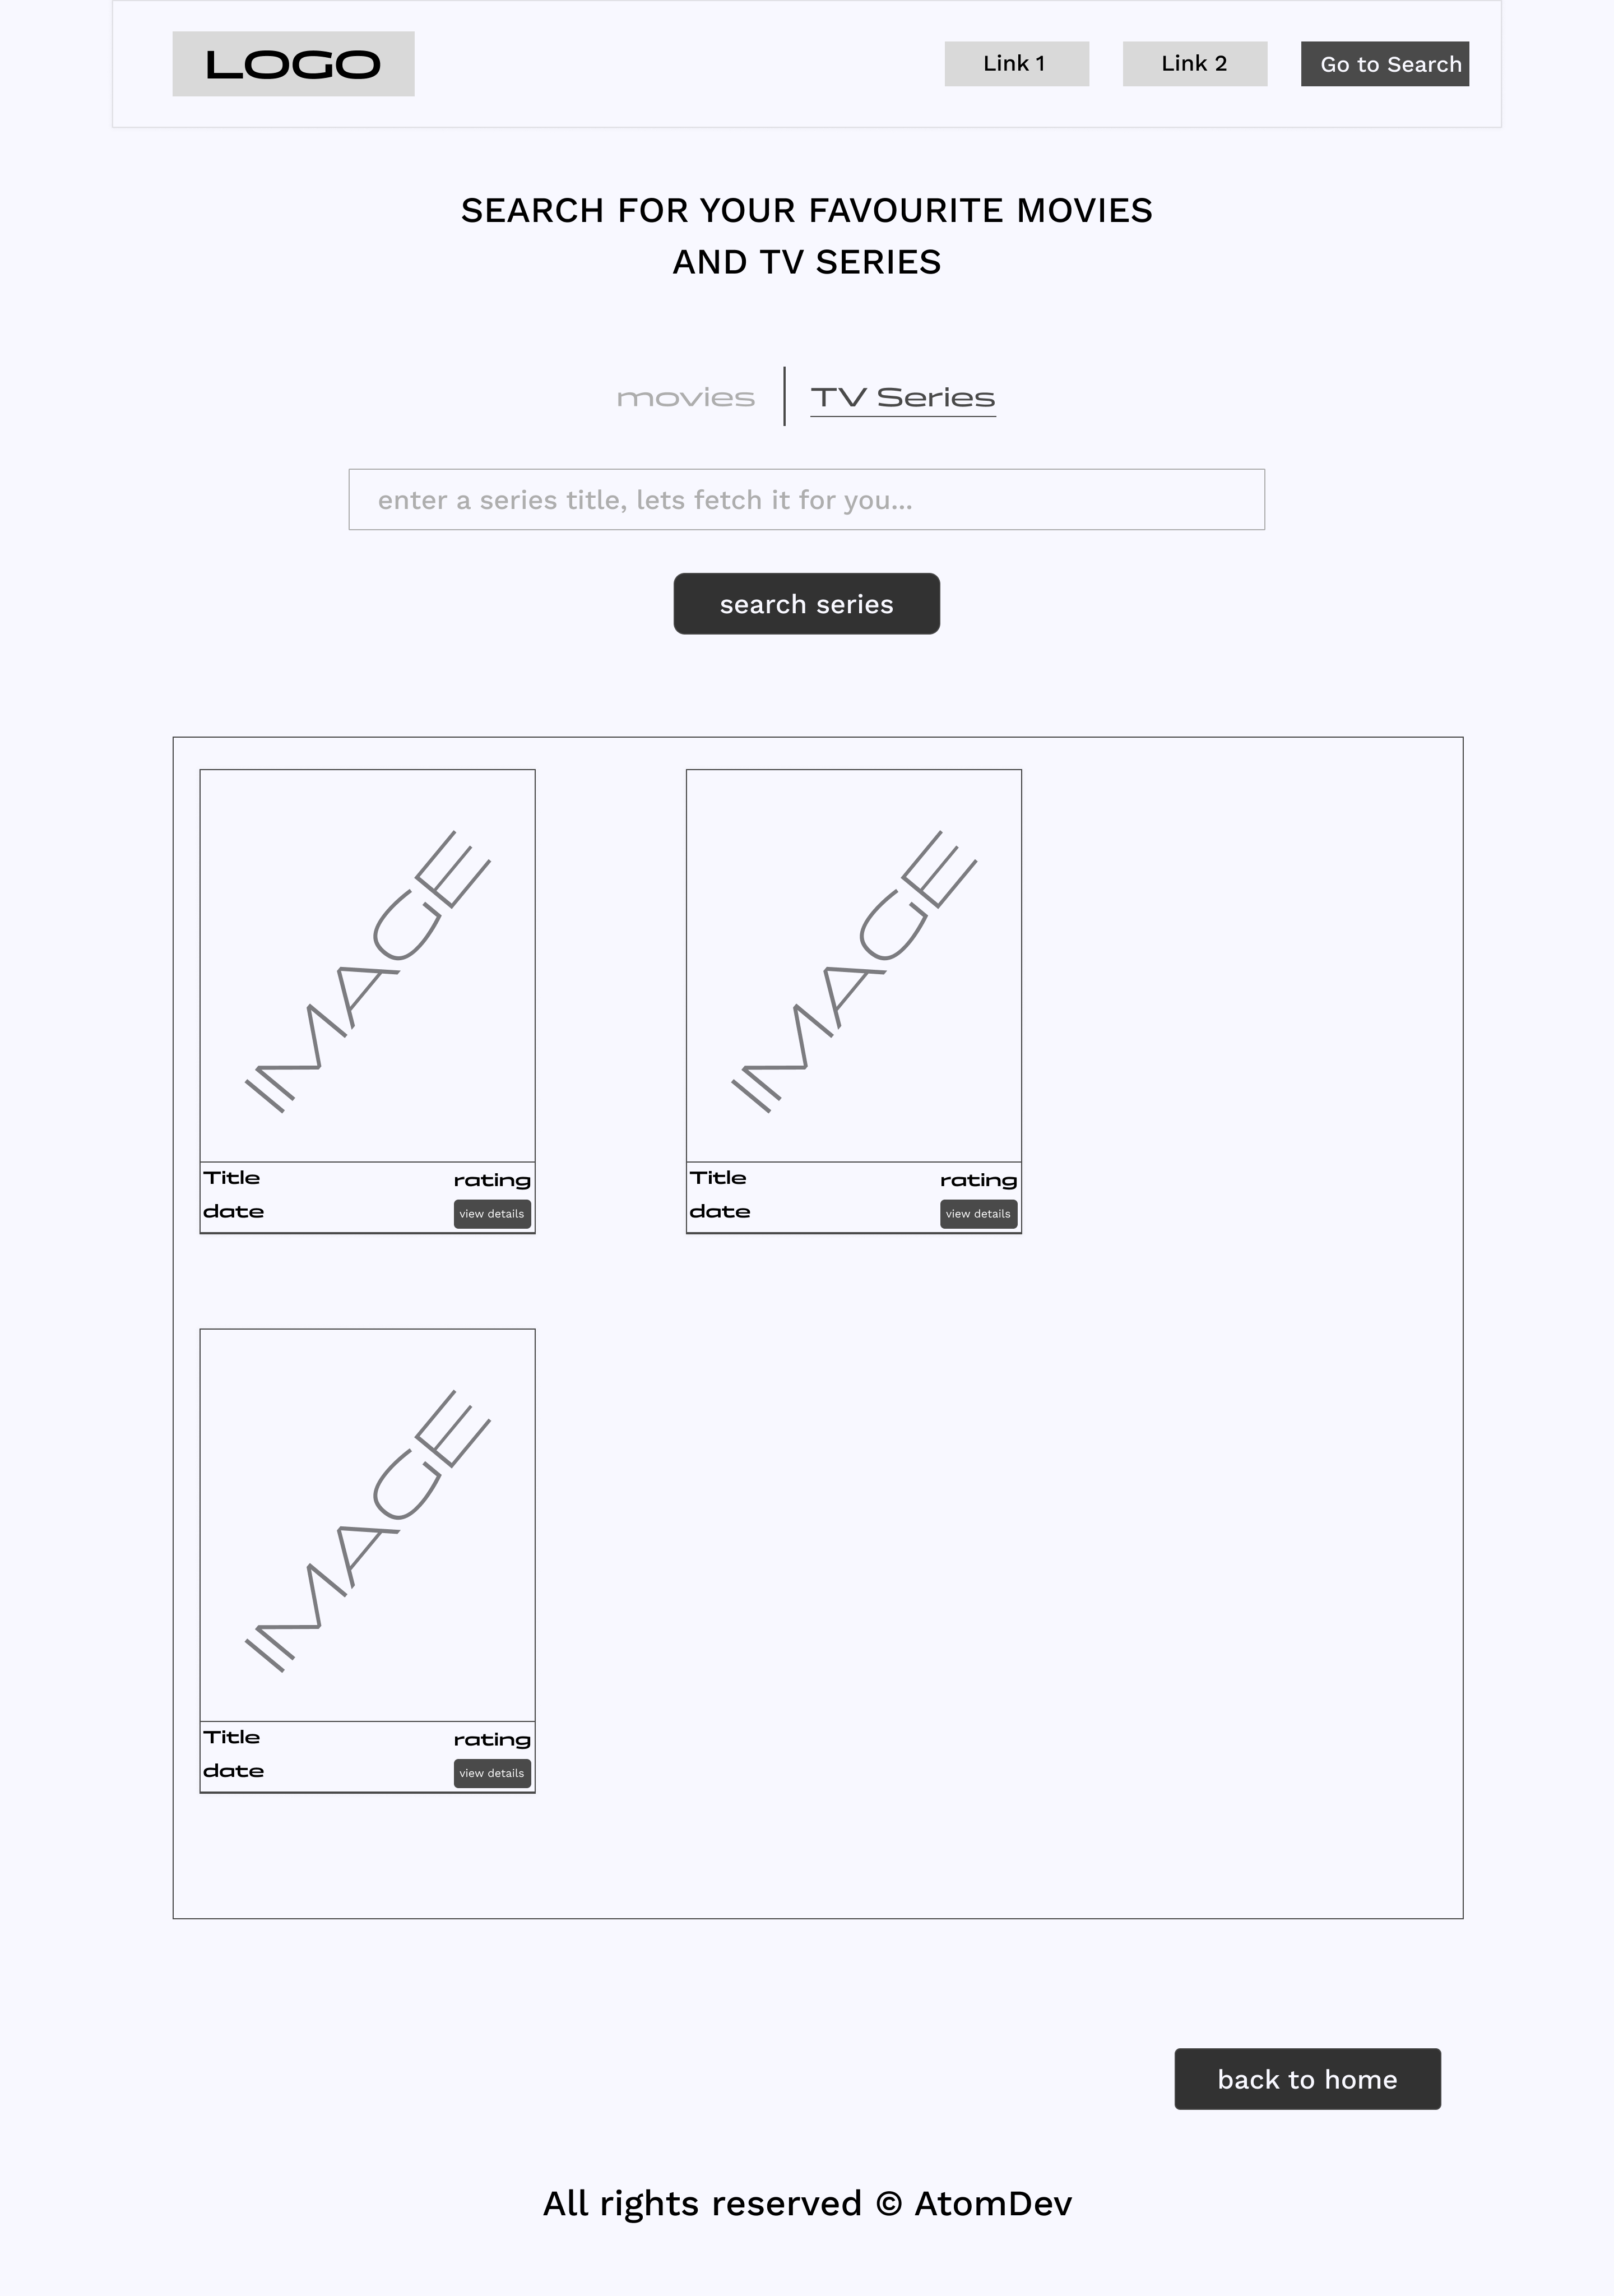 LOGO
Link 1
Link 2
Go to Search
SEARCH FOR YOUR FAVOURITE MOVIES
AND TV SERIES
movies
TV Series
enter a series title, lets fetch it for you...
search series
IMAGE
Title
rating
date
view details
IMAGE
Title
rating
date
view details
IMAGE
Title
rating
date
view details
back to home
All rights reserved © AtomDev